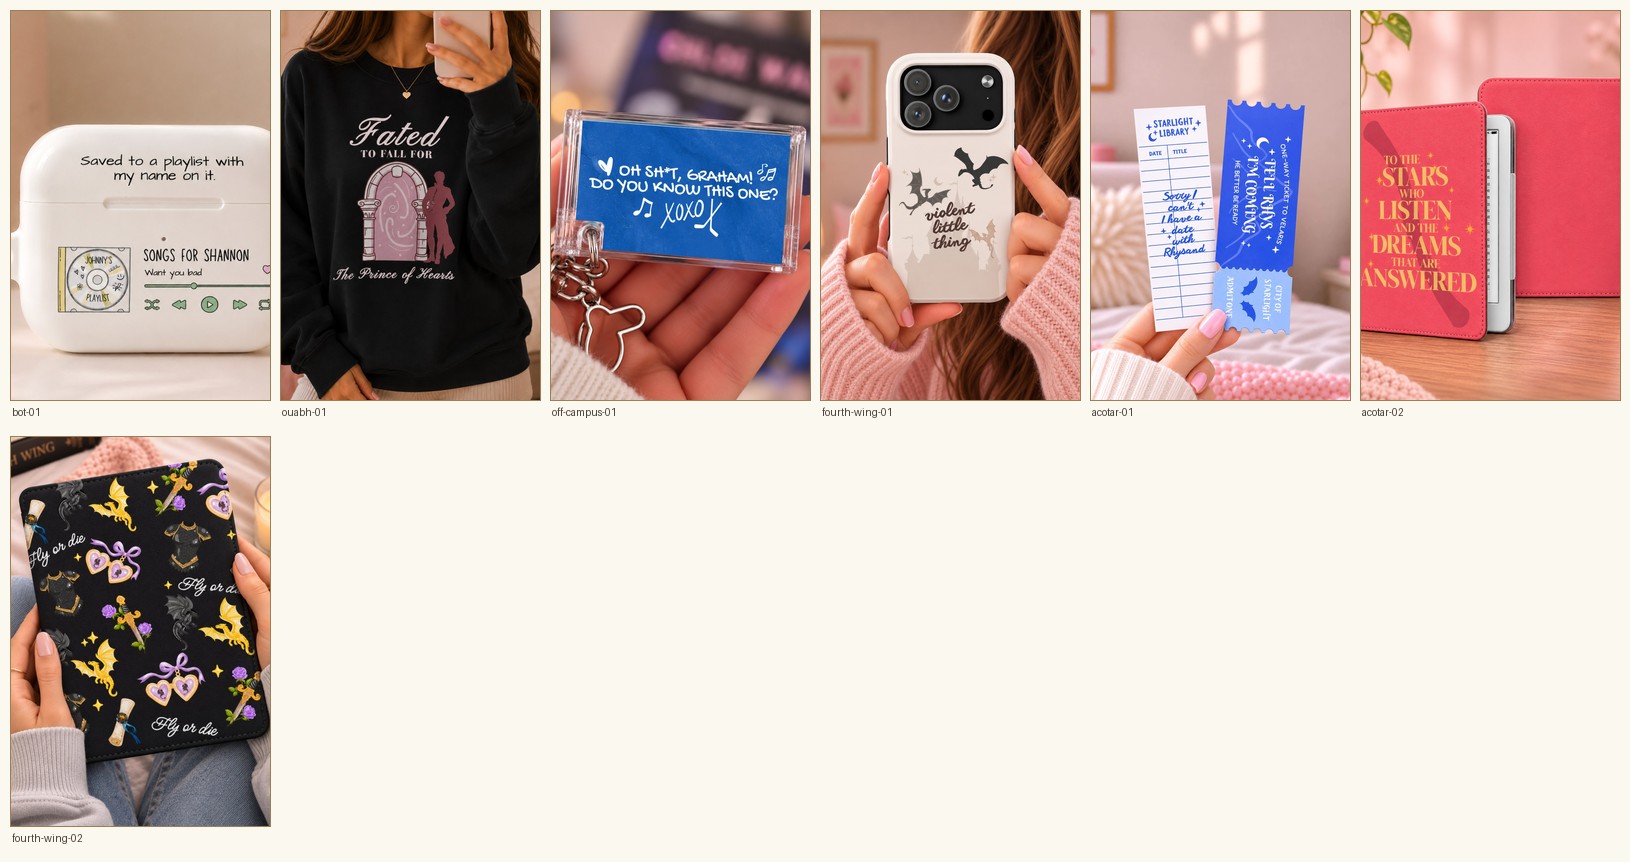 Saved to a playlist with
my name on it.
JOHNNY'S
PLAYLIST
SONGS FOR SHANNON
Want you bad
bot-01
Fated
TO FALL FOR
The Prince of Hearts
ouabh-01
OH SH*T, GRAHAM!
DO YOU KNOW THIS ONE?
XOXO
off-campus-01
violent
little
thing
fourth-wing-01
STARLIGHT
LIBRARY
DATE
TITLE
Sorry I
can't
I have a
date
with
Rhysand
ONE-WAY TICKET TO VELARIS
TELL RHYS
I'M COMING
HE BETTER BE READY
CITY OF
STARLIGHT
ADMIT ONE
acotar-01
TO THE
STARS
WHO
LISTEN
AND THE
DREAMS
THAT ARE
ANSWERED
acotar-02
H WING
Fly or die
Fly or di
Fly or die
fourth-wing-02